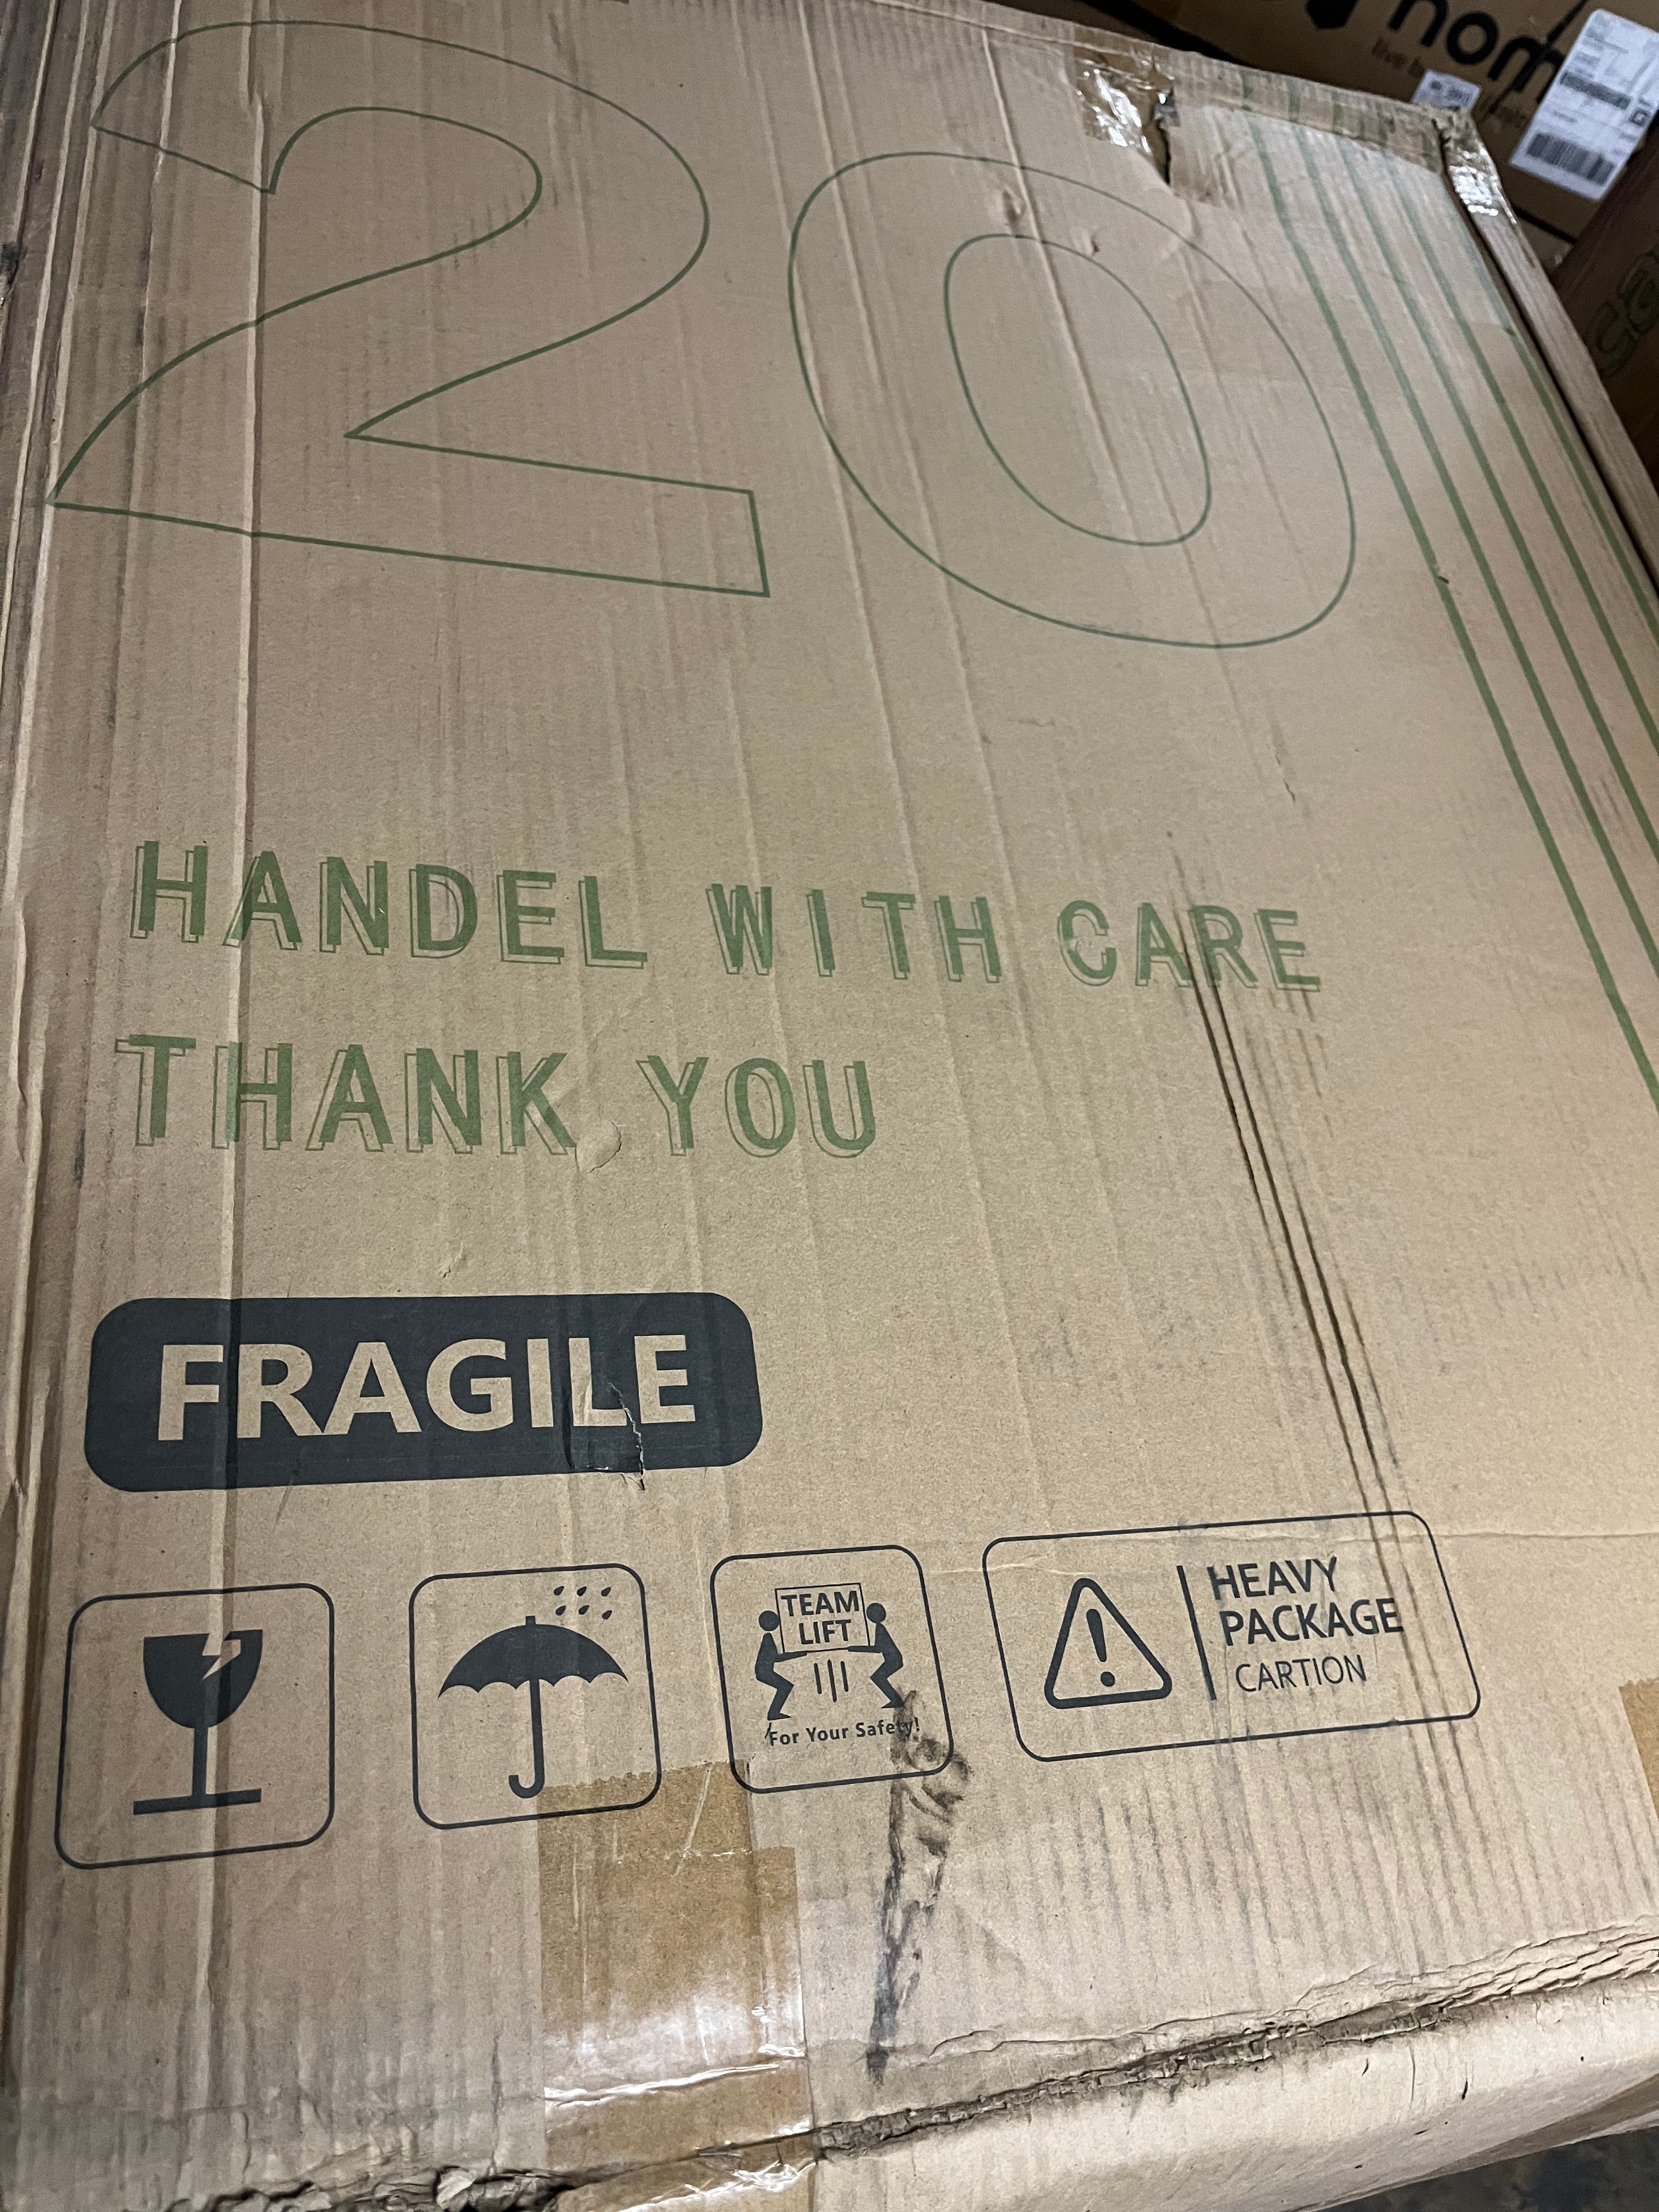 20
HANDEL WITH CARE
THANK YOU
FRAGILE
TEAM
LIFT
For Your Safety!
HEAVY
PACKAGE
CARTION